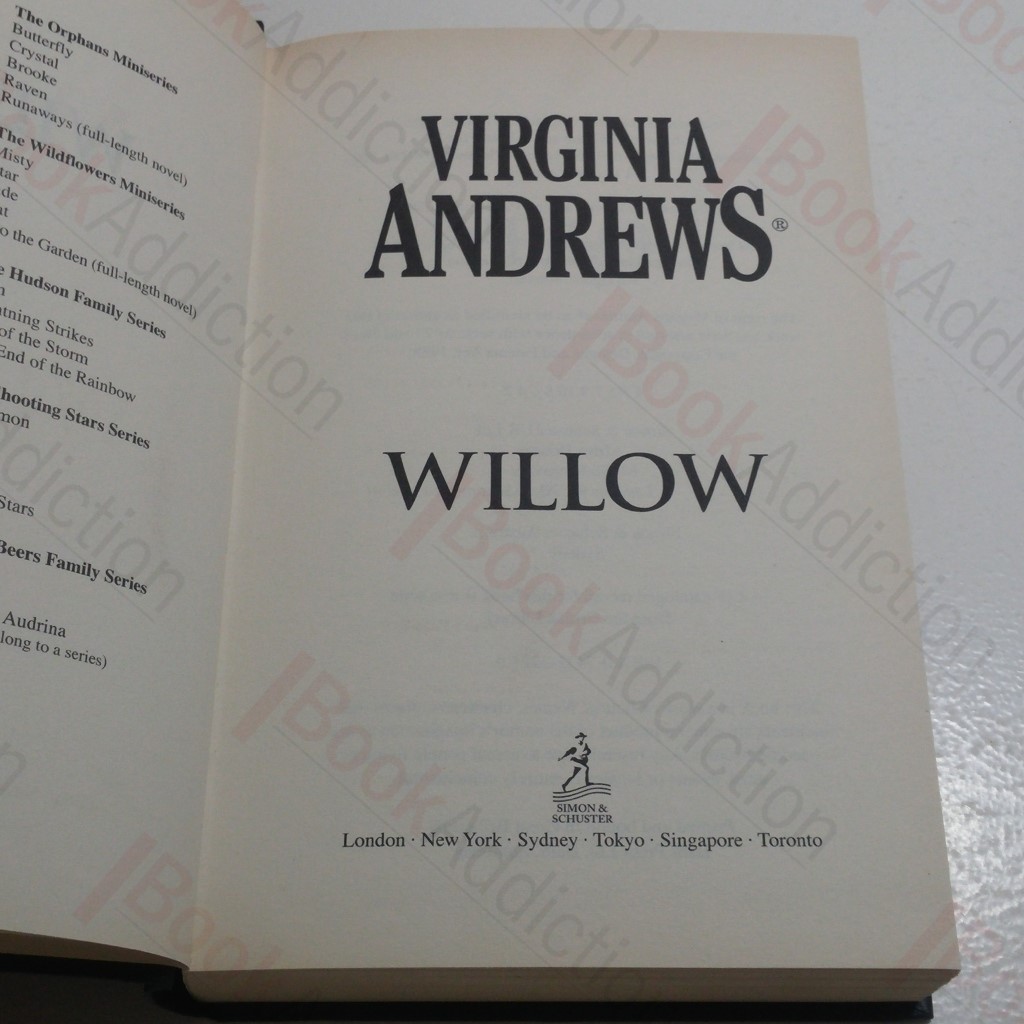 The Orphans Miniseries
Butterfly
Crystal
Brooke
Raven
Runaways (full-length novel)
The Wildflowers Miniseries
Misty
tar
de
t
o the Garden (full-length novel)
e Hudson Family Series
n
htning Strikes
of the Storm
End of the Rainbow
hooting Stars Series
mon
Stars
Beers Family Series
Audrina
long to a series)
VIRGINIA
ANDREWS®
WILLOW
SIMON &
SCHUSTER
London · New York · Sydney · Tokyo · Singapore · Toronto
BookAddiction